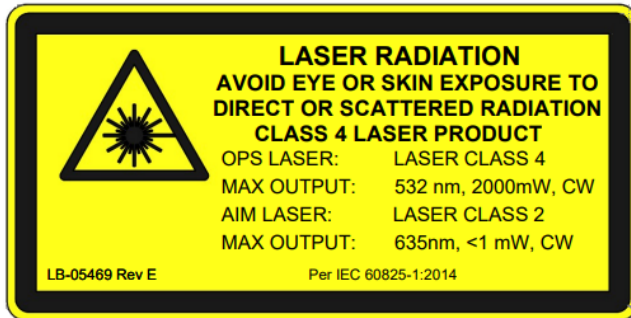 LASER RADIATION
AVOID EYE OR SKIN EXPOSURE TO
DIRECT OR SCATTERED RADIATION
CLASS 4 LASER PRODUCT
OPS LASER: LASER CLASS 4
MAX OUTPUT: 532 nm, 2000mW, CW
AIM LASER: LASER CLASS 2
MAX OUTPUT: 635nm, <1 mW, CW
LB-05469 Rev E Per IEC 60825-1:2014